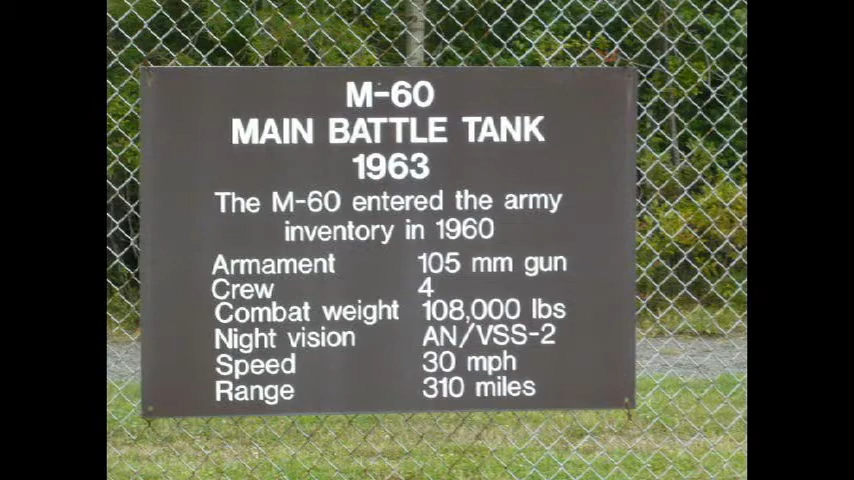 M-60
MAIN BATTLE TANK
1963
The M-60 entered the army
inventory in 1960
Armament 105 mm gun
Crew 4
Combat weight 108,000 lbs
Night vision AN/VSS-2
Speed 30 mph
Range 310 miles